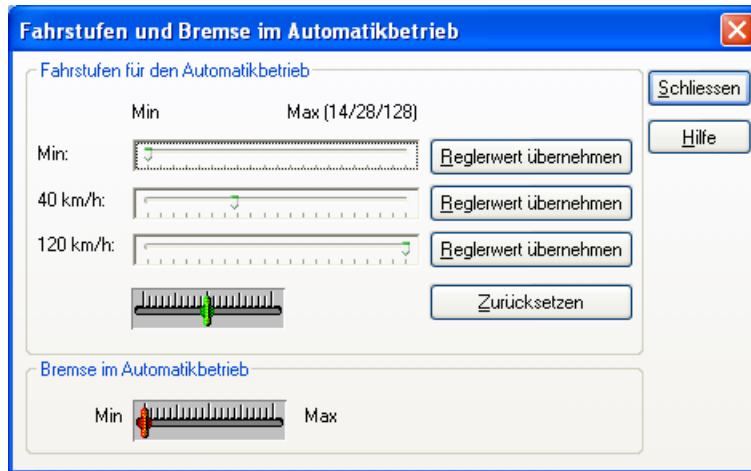 Fahrstufen und Bremse im Automatikbetrieb
Fahrstufen für den Automatikbetrieb
Schliessen
Min Max (14/28/128)
Hilfe
Min: Reglerwert übernehmen
40 km/h: Reglerwert übernehmen
120 km/h: Reglerwert übernehmen
Zurücksetzen
Bremse im Automatikbetrieb
Min Max